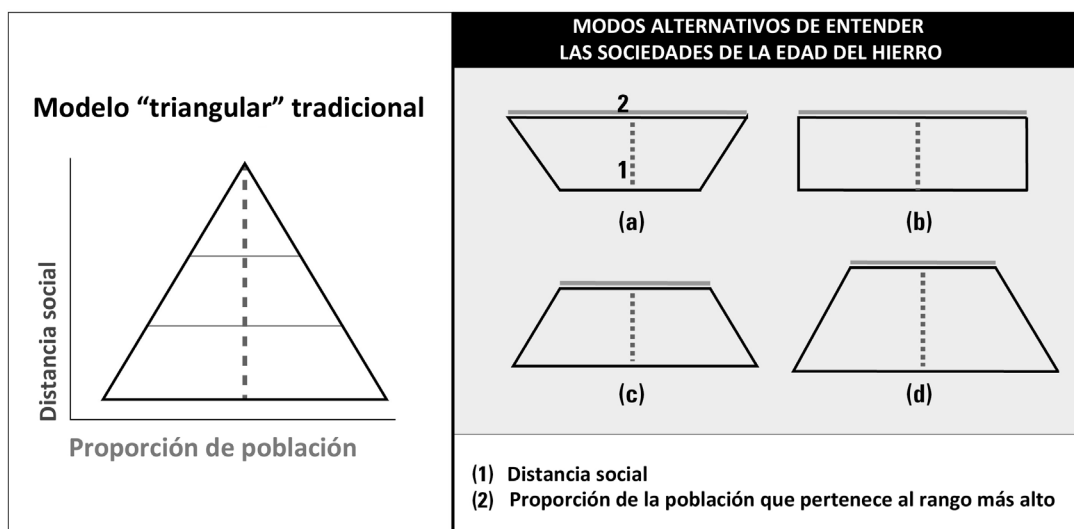 Modelo “triangular” tradicional
Distancia social
Proporción de población
MODOS ALTERNATIVOS DE ENTENDER
LAS SOCIEDADES DE LA EDAD DEL HIERRO
2
1
(a)
(b)
(c)
(d)
(1) Distancia social
(2) Proporción de la población que pertenece al rango más alto